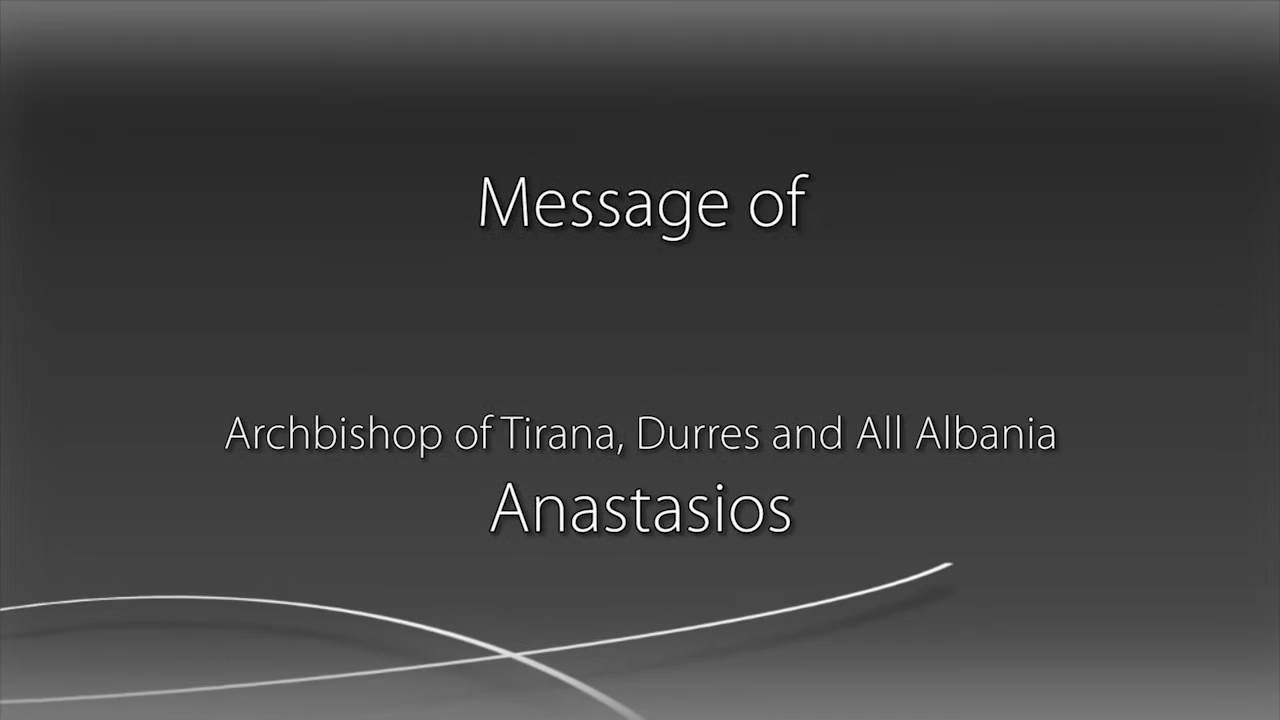 Message of
Archbishop of Tirana, Durres and All Albania
Anastasios